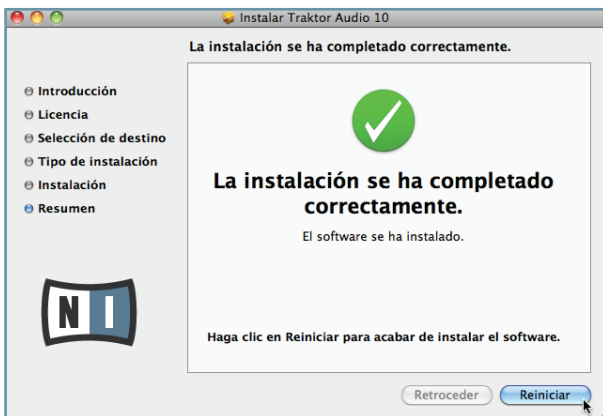 Instalar Traktor Audio 10
La instalación se ha completado correctamente.
Introducción
Licencia
Selección de destino
Tipo de instalación
Instalación
Resumen
NI
La instalación se ha completado
correctamente.
El software se ha instalado.
Haga clic en Reiniciar para acabar de instalar el software.
Retroceder
Reiniciar